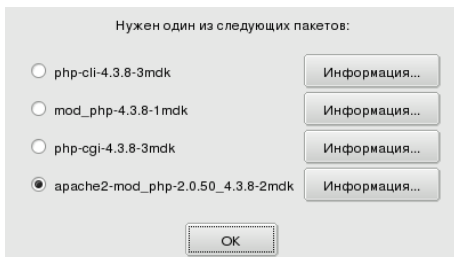 Нужен один из следующих пакетов:
php-cli-4.3.8-3mdk
Информация...
mod_php-4.3.8-1mdk
Информация...
php-cgi-4.3.8-3mdk
Информация...
apache2-mod_php-2.0.50_4.3.8-2mdk
Информация...
OK